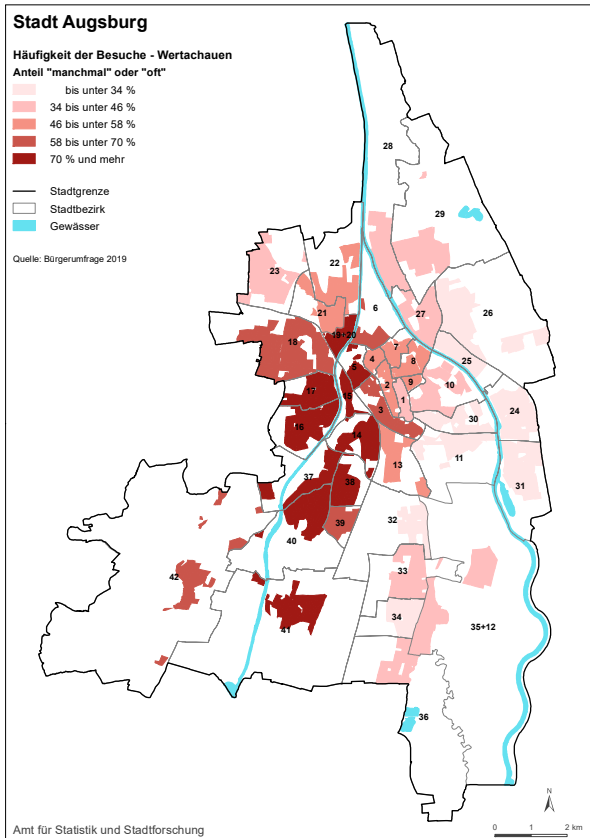 Stadt Augsburg
Häufigkeit der Besuche - Wertachauen
Anteil "manchmal" oder "oft"
bis unter 34 %
34 bis unter 46 %
46 bis unter 58 %
58 bis unter 70 %
70 % und mehr
Stadtgrenze
Stadtbezirk
Gewässer
Quelle: Bürgerumfrage 2019
28
29
22
23
6
21
27
26
19+20
18
7
8
4
5
25
2
9
10
17
15
1
3
24
30
16
14
11
13
37
38
31
39
32
40
33
42
34
41
35+12
36
N
0 1 2 km
Amt für Statistik und Stadtforschung